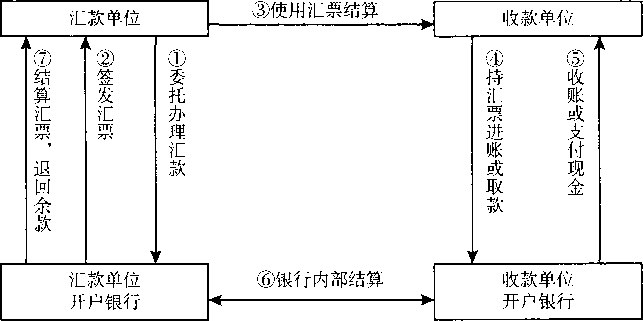 汇款单位
③使用汇票结算
收款单位
⑦结算汇票，退回余款
②签发汇票
①委托办理汇款
④持汇票进账或取款
⑤收账或支付现金
汇款单位
开户银行
⑥银行内部结算
收款单位
开户银行